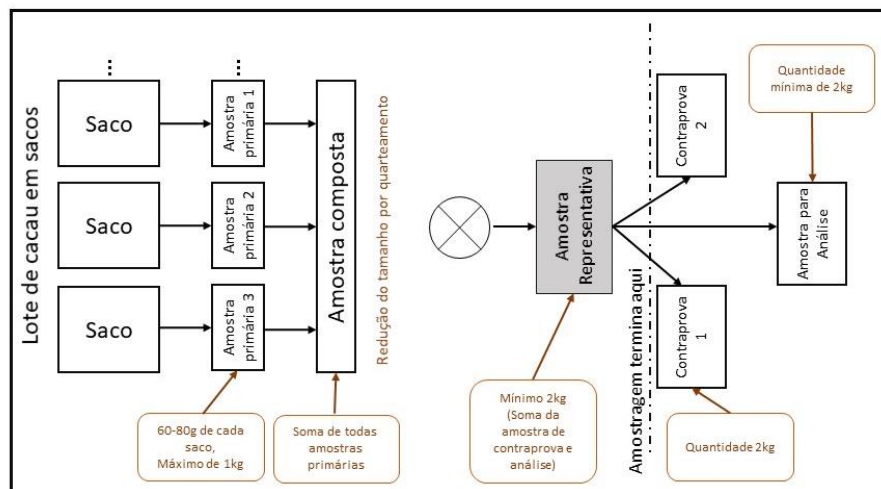 Lote de cacau em sacos
...
Saco
Saco
Saco
...
Amostra
primária 1
Amostra
primária 2
Amostra
primária 3
Amostra composta
60-80g de cada
saco,
Máximo de 1kg
Soma de todas
amostras
primárias
Redução do tamanho por quarteamento
Amostra
Representativa
Mínimo 2kg
(Soma da
amostra de
contraprova e
análise)
Amostragem termina aqui
Contraprova
2
Contraprova
1
Quantidade 2kg
Amostra para
Análise
Quantidade
mínima de 2kg